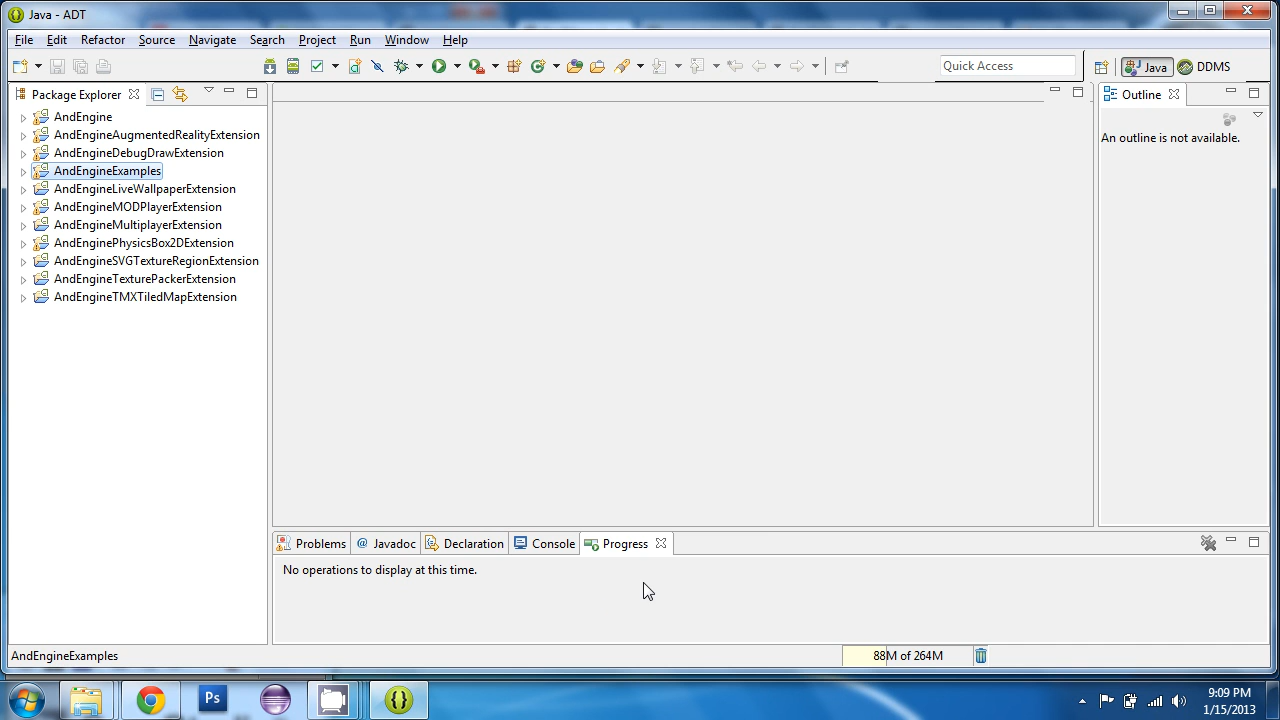 Java - ADT
File Edit Refactor Source Navigate Search Project Run Window Help
Quick Access
Java
DDMS
Package Explorer
AndEngine
AndEngineAugmentedRealityExtension
AndEngineDebugDrawExtension
AndEngineExamples
AndEngineLiveWallpaperExtension
AndEngineMODPlayerExtension
AndEngineMultiplayerExtension
AndEnginePhysicsBox2DExtension
AndEngineSVGTextureRegionExtension
AndEngineTexturePackerExtension
AndEngineTMXTiledMapExtension
Outline
An outline is not available.
Problems @ Javadoc Declaration Console Progress
No operations to display at this time.
AndEngineExamples
88M of 264M
Ps
9:09 PM
1/15/2013